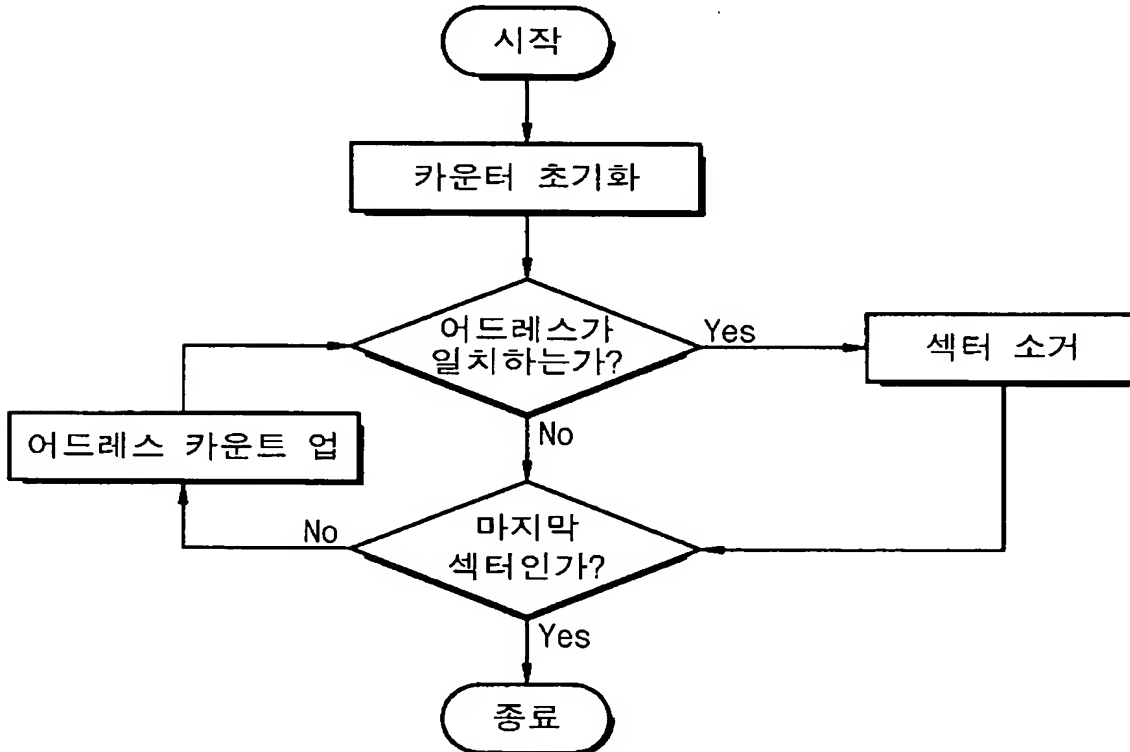 시작
카운터 초기화
어드레스가
일치하는가?
Yes
섹터 소거
No
어드레스 카운트 업
마지막
섹터인가?
No
Yes
종료